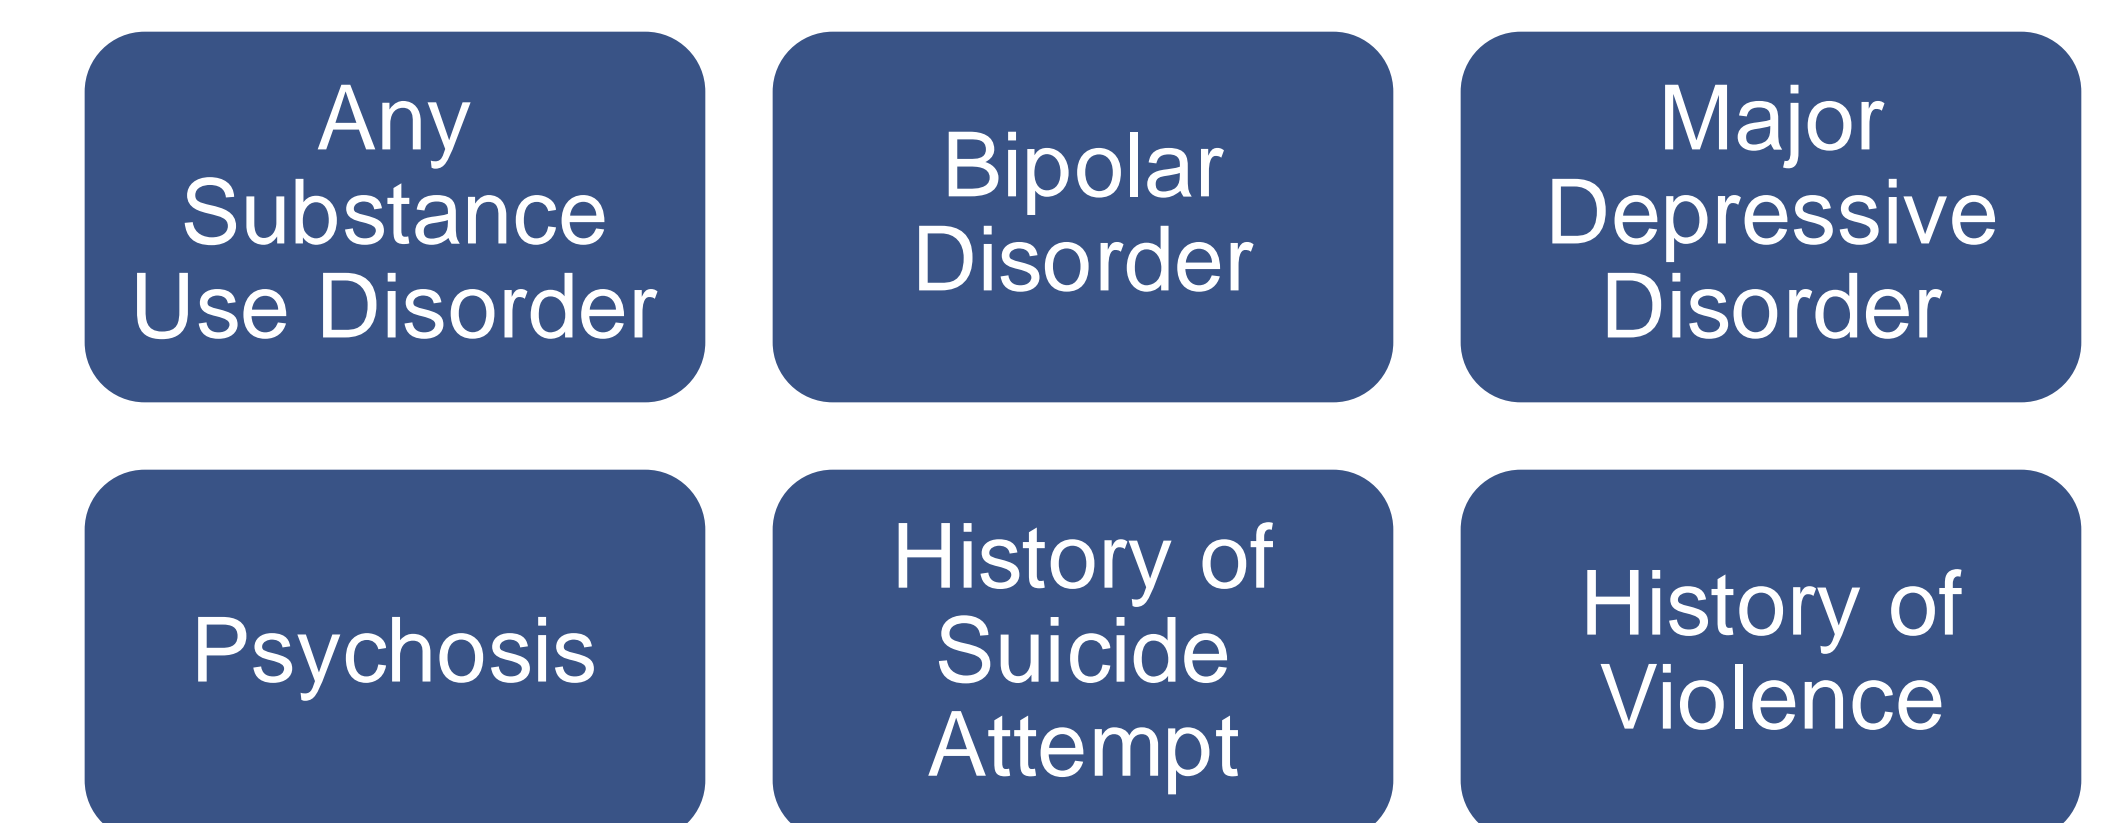 Any
Substance
Use Disorder
Bipolar
Disorder
Major
Depressive
Disorder
Psychosis
History of
Suicide
Attempt
History of
Violence